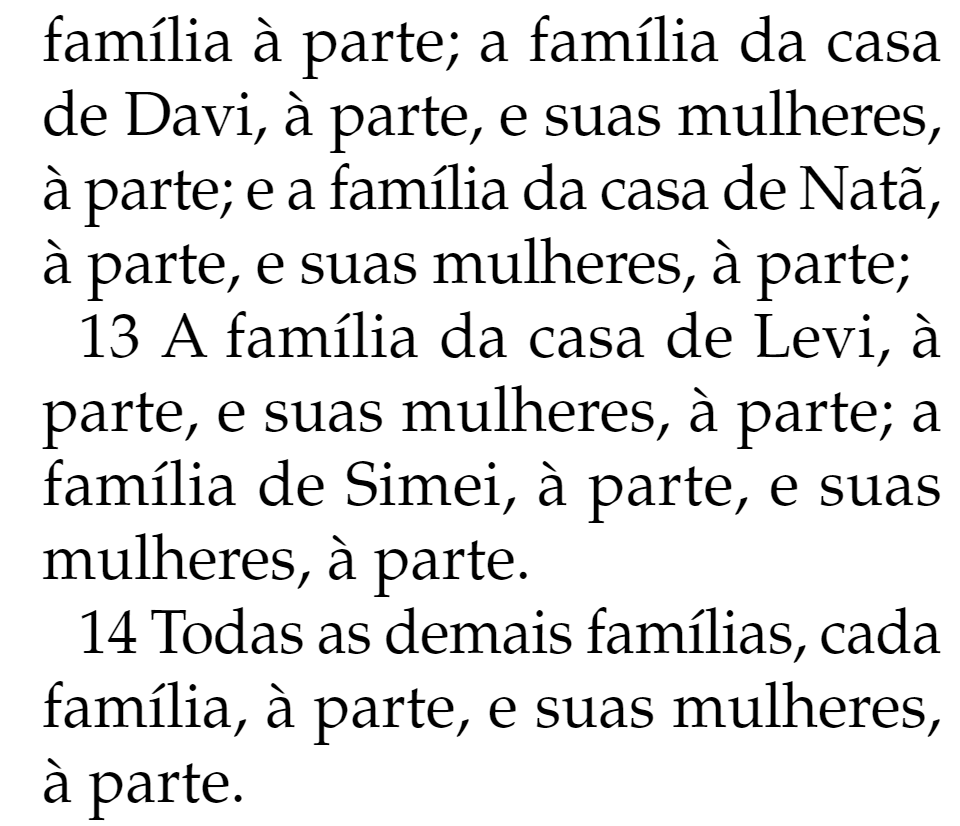 família à parte; a família da casa
de Davi, à parte, e suas mulheres,
à parte; e a família da casa de Natã,
à parte, e suas mulheres, à parte;
13 A família da casa de Levi, à
parte, e suas mulheres, à parte; a
família de Simei, à parte, e suas
mulheres, à parte.
14 Todas as demais famílias, cada
família, à parte, e suas mulheres,
à parte.